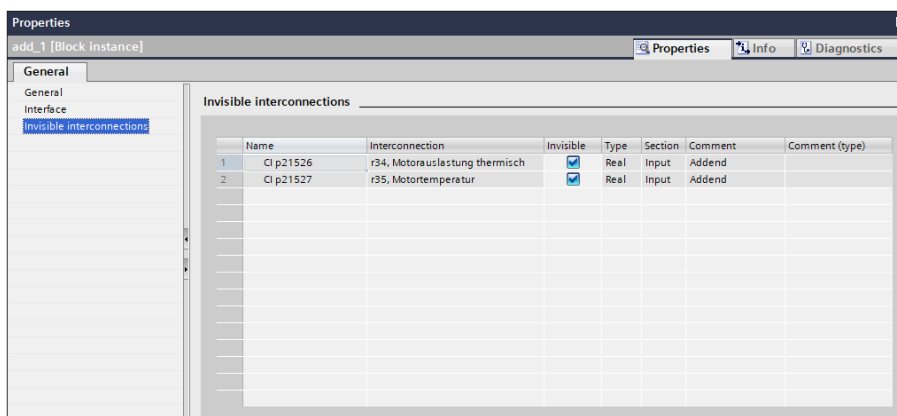 Properties
add_1 [Block instance]
Properties
Info
Diagnostics
General
General
Interface
Invisible interconnections
Invisible interconnections
Name Interconnection Invisible Type Section Comment Comment (type)
1 CI p21526 r34, Motorauslastung thermisch Real Input Addend
2 CI p21527 r35, Motortemperatur Real Input Addend